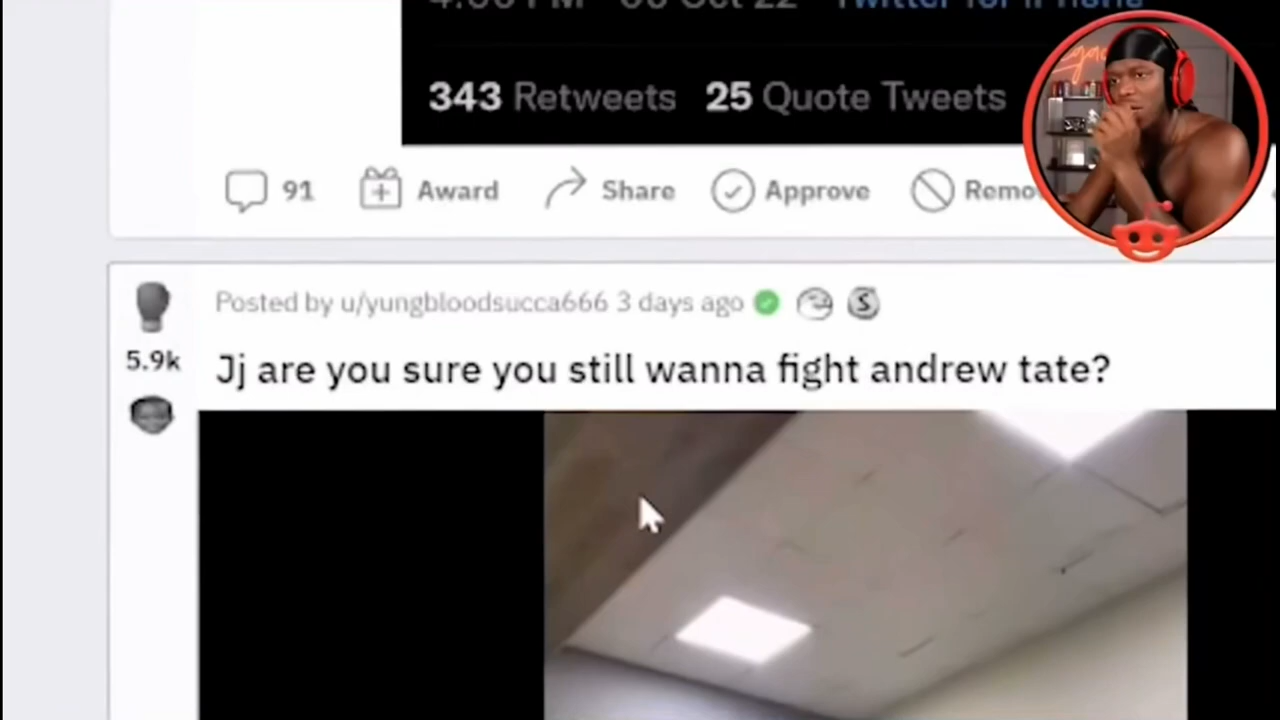 343 Retweets 25 Quote Tweets
91 Award Share Approve
Posted by u/yungbloodsucca666 3 days ago
5.9k
Jj are you sure you still wanna fight andrew tate?